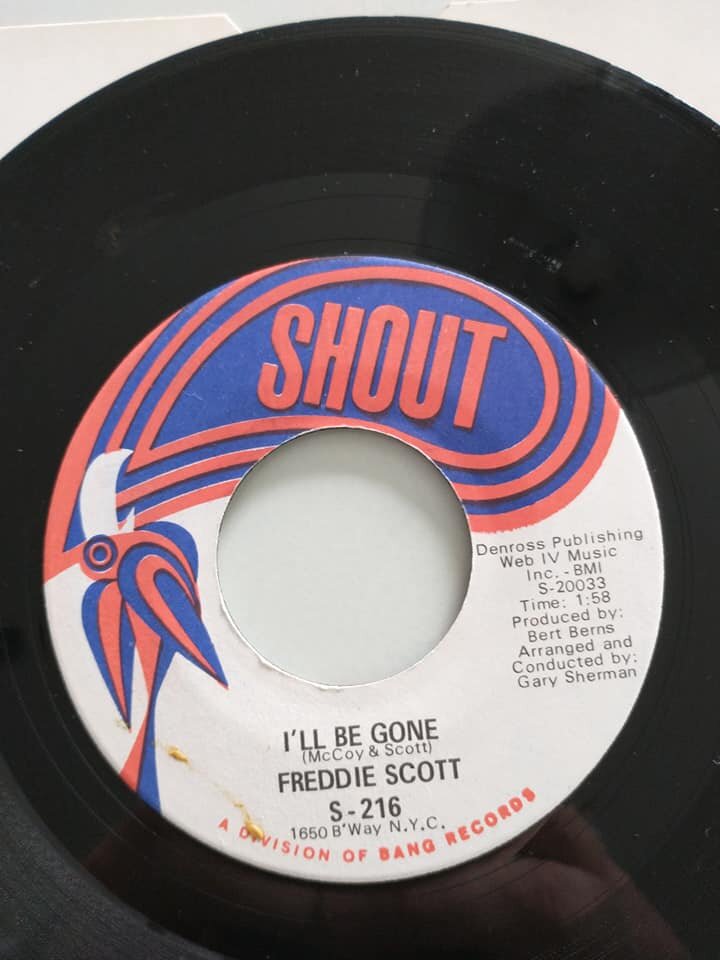 SHOUT
Denross Publishing
Web IV Music
Inc. - BMI
S-20033
Time: 1:58
Produced by:
Bert Berns
Arranged and
Conducted by:
Gary Sherman
I'LL BE GONE
(McCoy & Scott)
FREDDIE SCOTT
S-216
1650 B'Way N.Y.C.
A DIVISION OF BANG RECORDS